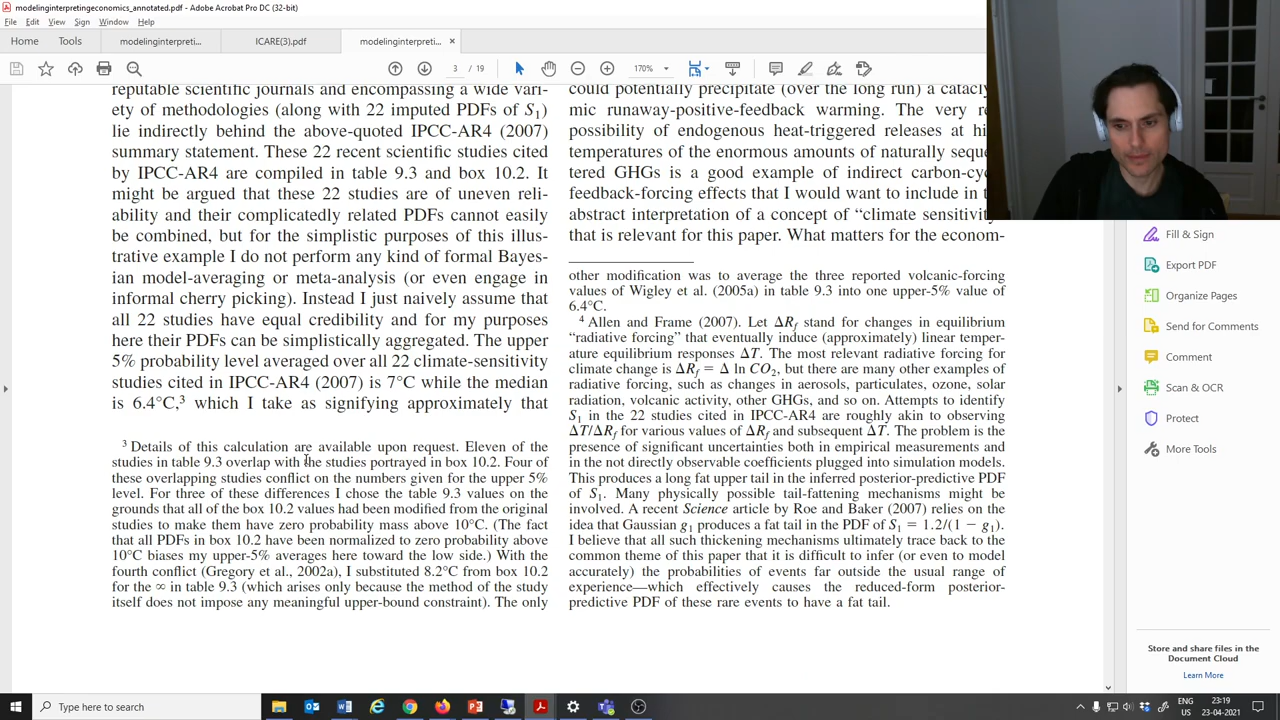 modelinginterpretingeconomics_annotated.pdf - Adobe Acrobat Pro DC (32-bit)
File Edit View Sign Window Help
Home Tools modelinginterpreti... ICARE(3).pdf modelinginterpreti... ×
3 / 19 170%
reputable scientific journals and encompassing a wide vari-
ety of methodologies (along with 22 imputed PDFs of S1)
lie indirectly behind the above-quoted IPCC-AR4 (2007)
summary statement. These 22 recent scientific studies cited
by IPCC-AR4 are compiled in table 9.3 and box 10.2. It
might be argued that these 22 studies are of uneven reli-
ability and their complicatedly related PDFs cannot easily
be combined, but for the simplistic purposes of this illus-
trative example I do not perform any kind of formal Bayes-
ian model-averaging or meta-analysis (or even engage in
informal cherry picking). Instead I just naively assume that
all 22 studies have equal credibility and for my purposes
here their PDFs can be simplistically aggregated. The upper
5% probability level averaged over all 22 climate-sensitivity
studies cited in IPCC-AR4 (2007) is 7°C while the median
is 6.4°C,³ which I take as signifying approximately that
³ Details of this calculation are available upon request. Eleven of the
studies in table 9.3 overlap with the studies portrayed in box 10.2. Four of
these overlapping studies conflict on the numbers given for the upper 5%
level. For three of these differences I chose the table 9.3 values on the
grounds that all of the box 10.2 values had been modified from the original
studies to make them have zero probability mass above 10°C. (The fact
that all PDFs in box 10.2 have been normalized to zero probability above
10°C biases my upper-5% averages here toward the low side.) With the
fourth conflict (Gregory et al., 2002a), I substituted 8.2°C from box 10.2
for the ∞ in table 9.3 (which arises only because the method of the study
itself does not impose any meaningful upper-bound constraint). The only
could potentially precipitate (over the long run) a catacly
mic runaway-positive-feedback warming. The very re
possibility of endogenous heat-triggered releases at hi
temperatures of the enormous amounts of naturally seque
tered GHGs is a good example of indirect carbon-cyc
feedback-forcing effects that I would want to include in t
abstract interpretation of a concept of “climate sensitivity
that is relevant for this paper. What matters for the econom-
other modification was to average the three reported volcanic-forcing
values of Wigley et al. (2005a) in table 9.3 into one upper-5% value of
6.4°C.
⁴ Allen and Frame (2007). Let ΔRf stand for changes in equilibrium
“radiative forcing” that eventually induce (approximately) linear temper-
ature equilibrium responses ΔT. The most relevant radiative forcing for
climate change is ΔRf = Δ ln CO2, but there are many other examples of
radiative forcing, such as changes in aerosols, particulates, ozone, solar
radiation, volcanic activity, other GHGs, and so on. Attempts to identify
S1 in the 22 studies cited in IPCC-AR4 are roughly akin to observing
ΔT/ΔRf for various values of ΔRf and subsequent ΔT. The problem is the
presence of significant uncertainties both in empirical measurements and
in the not directly observable coefficients plugged into simulation models.
This produces a long fat upper tail in the inferred posterior-predictive PDF
of S1. Many physically possible tail-fattening mechanisms might be
involved. A recent Science article by Roe and Baker (2007) relies on the
idea that Gaussian g1 produces a fat tail in the PDF of S1 = 1.2/(1 − g1).
I believe that all such thickening mechanisms ultimately trace back to the
common theme of this paper that it is difficult to infer (or even to model
accurately) the probabilities of events far outside the usual range of
experience—which effectively causes the reduced-form posterior-
predictive PDF of these rare events to have a fat tail.
Fill & Sign
Export PDF
Organize Pages
Send for Comments
Comment
Scan & OCR
Protect
Store and share files in the
Document Cloud
Learn More
Type here to search
ENG
US
23:19
23-04-2021